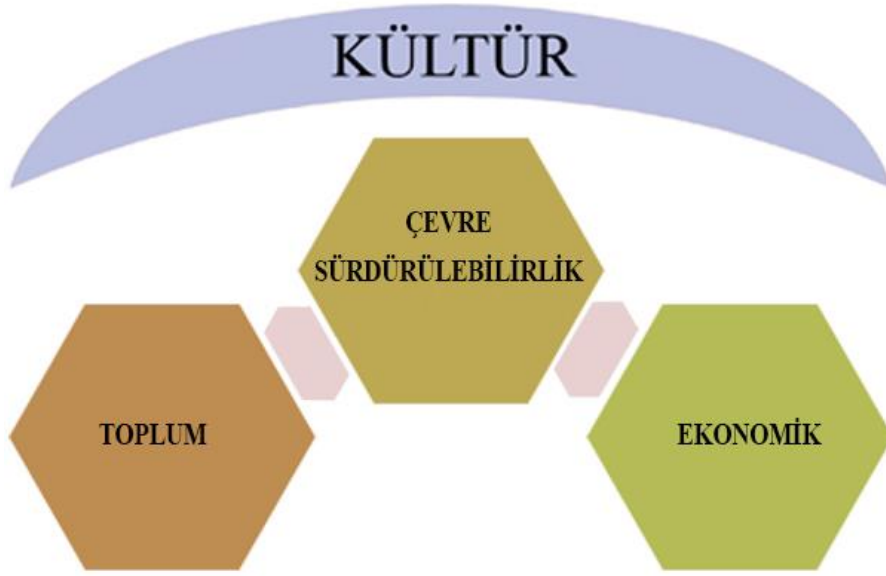 KÜLTÜR
ÇEVRE
SÜRDÜRÜLEBİLİRLİK
TOPLUM
EKONOMİK